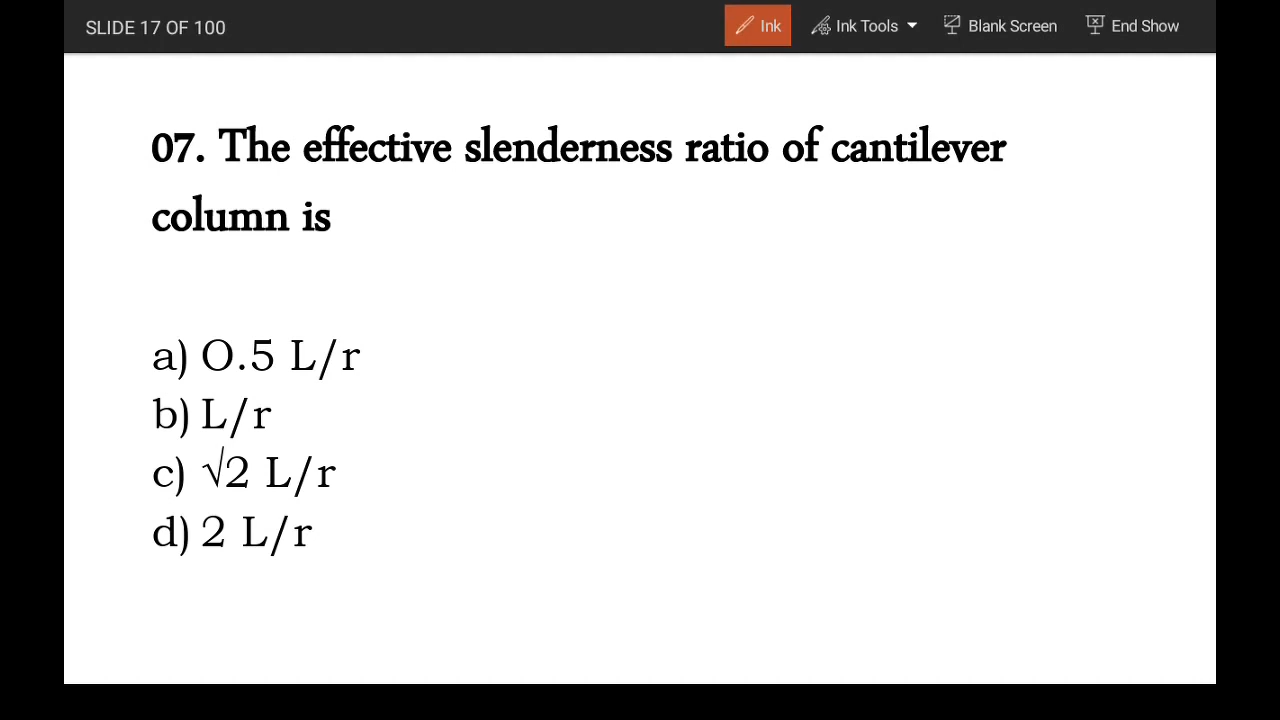 SLIDE 17 OF 100
Ink
Ink Tools
Blank Screen
End Show
07. The effective slenderness ratio of cantilever
column is
a) O.5 L/r
b) L/r
c) √2 L/r
d) 2 L/r